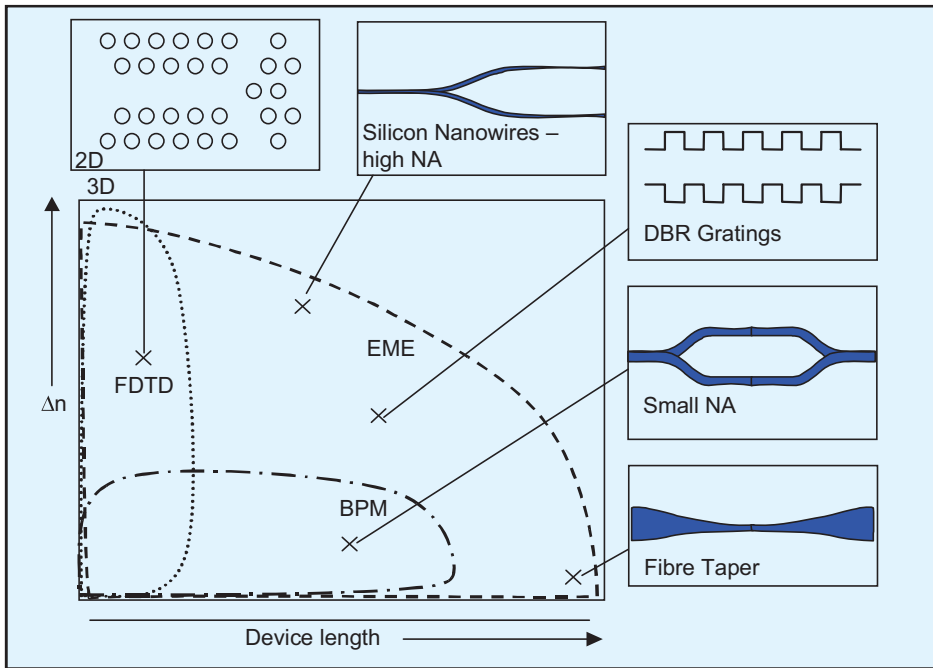 2D
3D
Silicon Nanowires –
high NA
DBR Gratings
EME
FDTD
Δn
Small NA
BPM
Fibre Taper
Device length